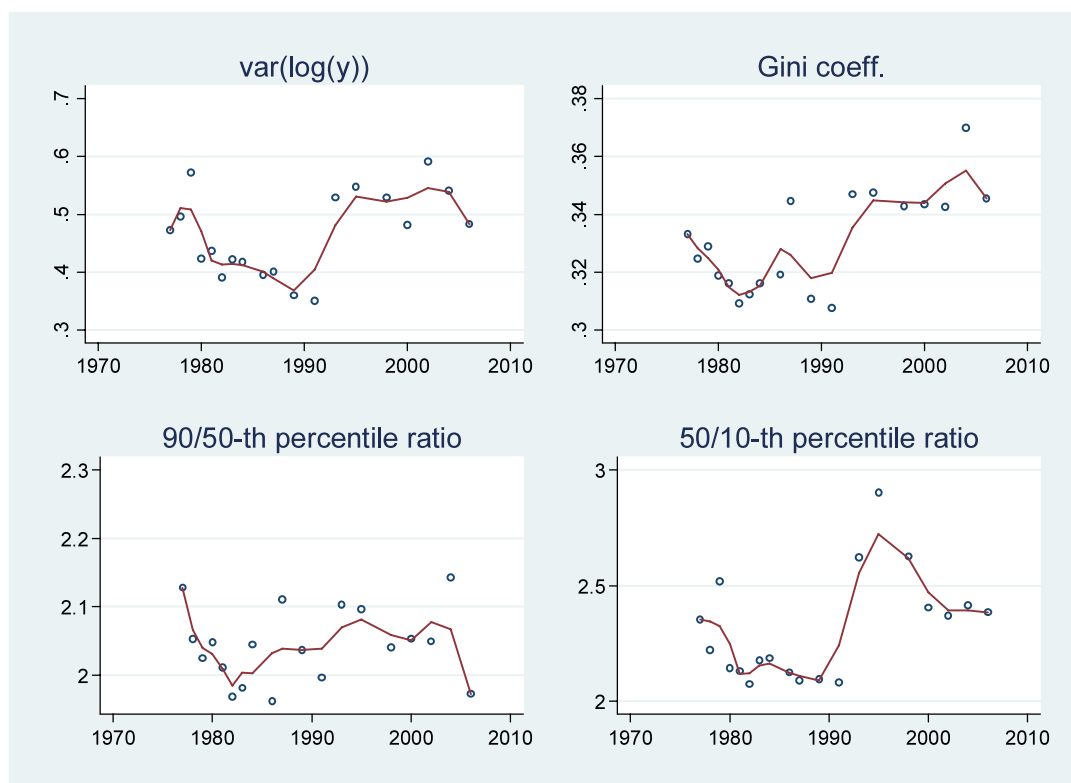 var(log(y))
.7
.6
.5
.4
.3
1970 1980 1990 2000 2010
Gini coeff.
.38
.36
.34
.32
.3
1970 1980 1990 2000 2010
90/50-th percentile ratio
2.3
2.2
2.1
2
1970 1980 1990 2000 2010
50/10-th percentile ratio
3
2.5
2
1970 1980 1990 2000 2010